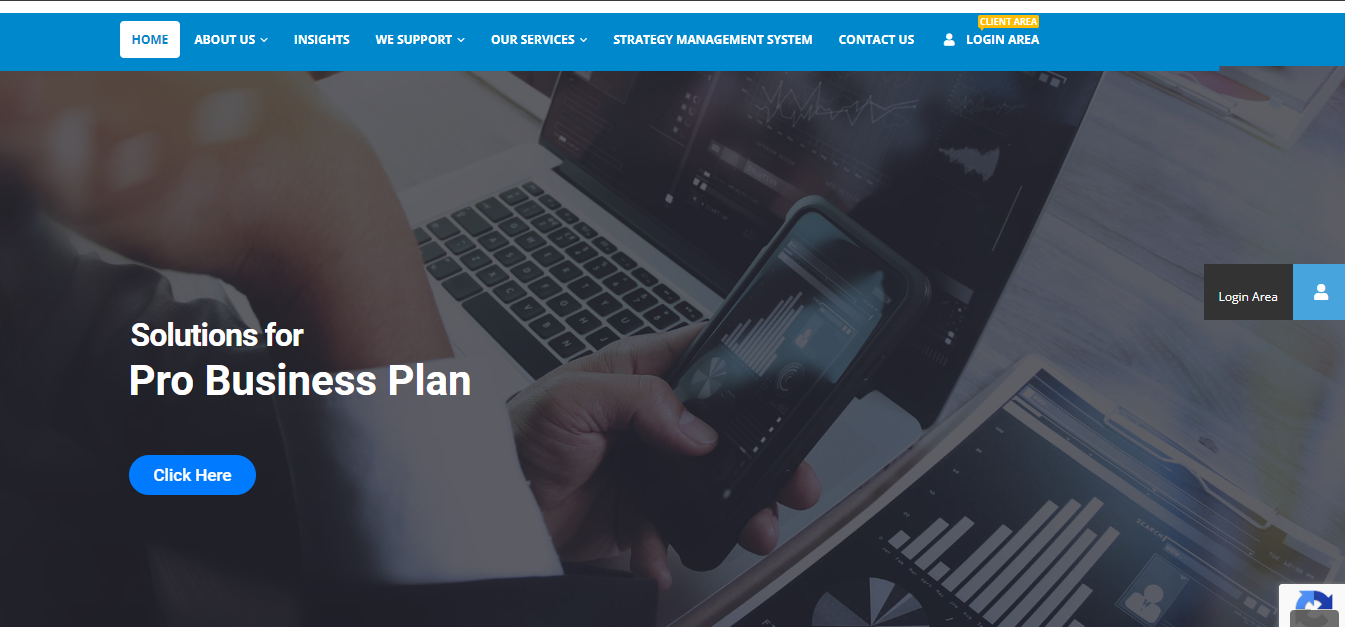 CLIENT AREA
HOME ABOUT US INSIGHTS WE SUPPORT OUR SERVICES STRATEGY MANAGEMENT SYSTEM CONTACT US LOGIN AREA
Login Area
Solutions for
Pro Business Plan
Click Here
SEARCH